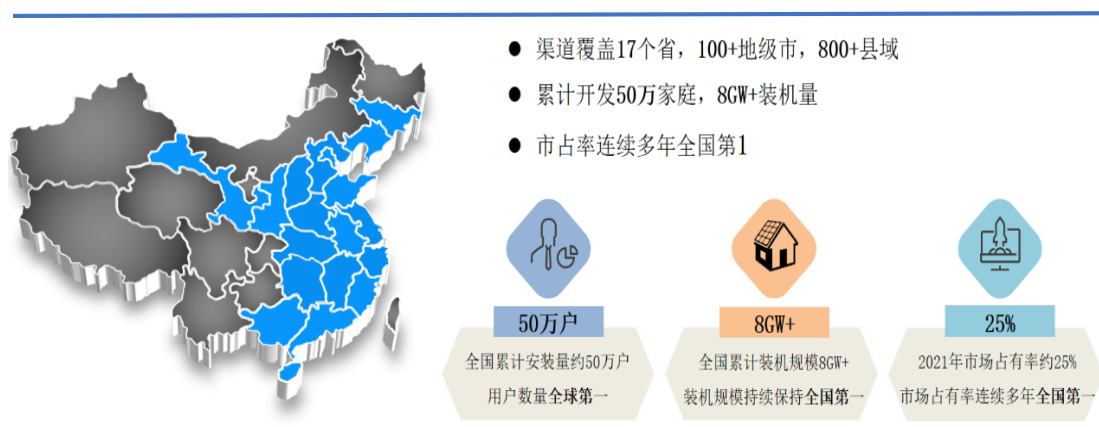 渠道覆盖17个省，100+地级市，800+县域
累计开发50万家庭，8GW+装机量
市占率连续多年全国第1
50万户
全国累计安装量约50万户
用户数量全球第一
8GW+
全国累计装机规模8GW+
装机规模持续保持全国第一
25%
2021年市场占有率约25%
市场占有率连续多年全国第一